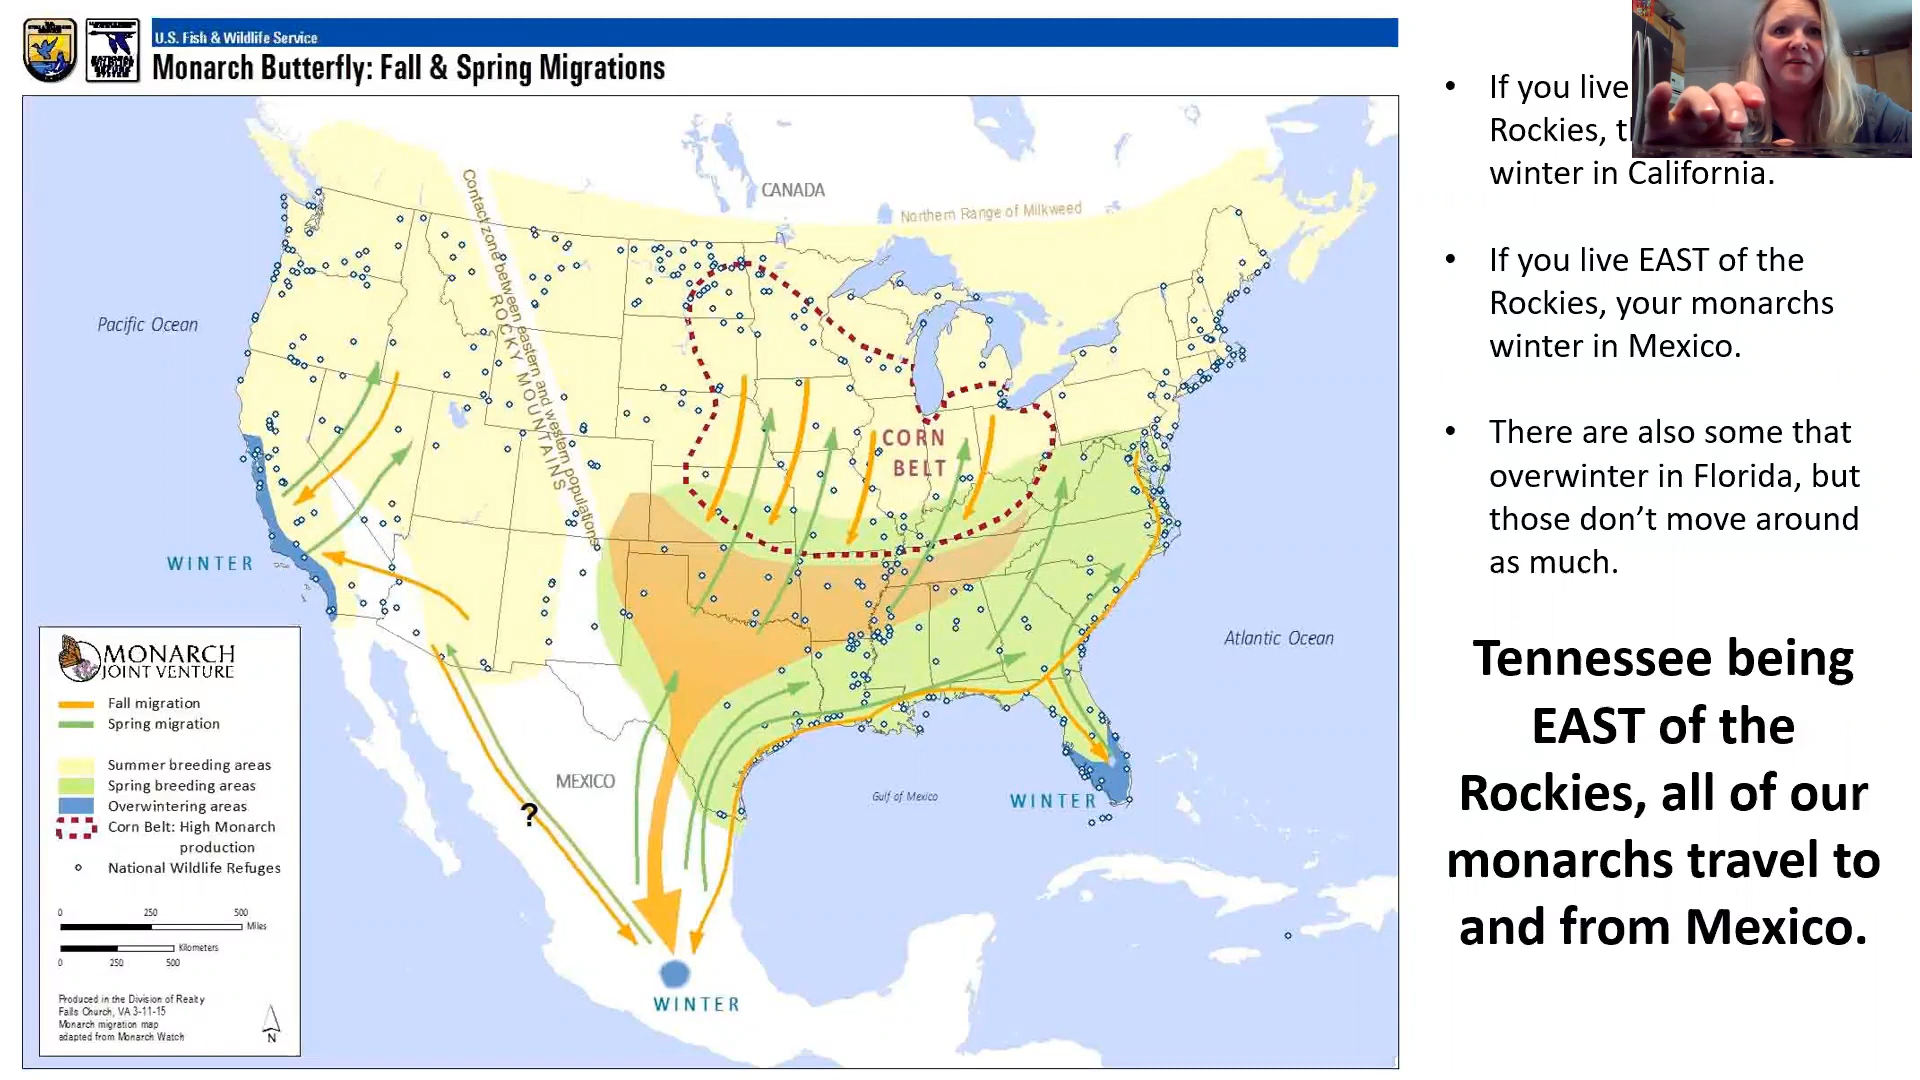 U.S. Fish & Wildlife Service
Monarch Butterfly: Fall & Spring Migrations
CANADA
Northern Range of Milkweed
Contact zone between eastern and western populations
ROCKY MOUNTAINS
Pacific Ocean
CORN
BELT
WINTER
Atlantic Ocean
MEXICO
Gulf of Mexico
WINTER
?
WINTER
MONARCH
JOINT VENTURE
Fall migration
Spring migration
Summer breeding areas
Spring breeding areas
Overwintering areas
Corn Belt: High Monarch
production
National Wildlife Refuges
0 250 500
Miles
Kilometers
0 250 500
Produced in the Division of Realty
Falls Church, VA 3-11-15
Monarch migration map
adapted from Monarch Watch
N
• If you live
Rockies,
winter in California.
• If you live EAST of the
Rockies, your monarchs
winter in Mexico.
• There are also some that
overwinter in Florida, but
those don’t move around
as much.
Tennessee being
EAST of the
Rockies, all of our
monarchs travel to
and from Mexico.